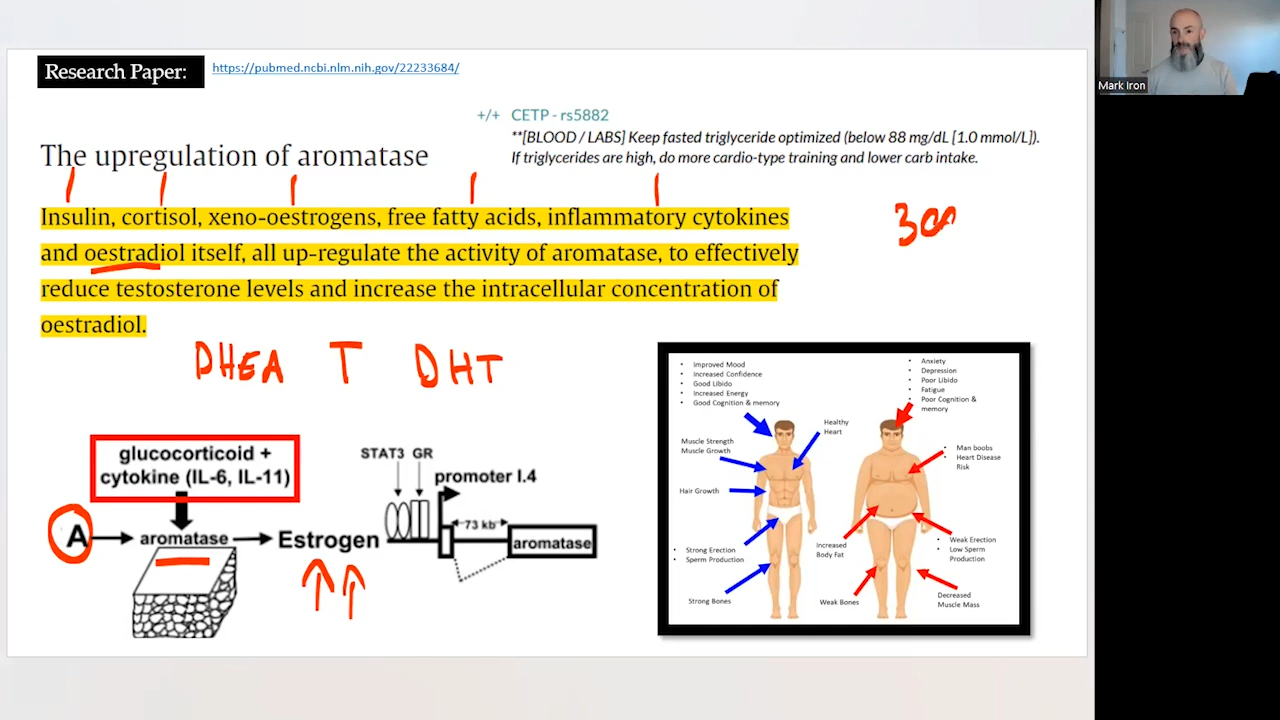 Research Paper:
https://pubmed.ncbi.nlm.nih.gov/22233684/
Mark Iron
+/+ CETP - rs5882
**[BLOOD / LABS] Keep fasted triglyceride optimized (below 88 mg/dL [1.0 mmol/L]).
If triglycerides are high, do more cardio-type training and lower carb intake.
The upregulation of aromatase
Insulin, cortisol, xeno-oestrogens, free fatty acids, inflammatory cytokines
and oestradiol itself, all up-regulate the activity of aromatase, to effectively
reduce testosterone levels and increase the intracellular concentration of
oestradiol.
300
DHEA T DHT
glucocorticoid +
cytokine (IL-6, IL-11)
A
aromatase
Estrogen
STAT3 GR
promoter I.4
73 kb
aromatase
• Improved Mood
• Increased Confidence
• Good Libido
• Increased Energy
• Good Cognition & memory
Muscle Strength
Muscle Growth
Hair Growth
• Strong Erection
• Sperm Production
Strong Bones
Healthy
Heart
• Anxiety
• Depression
• Poor Libido
• Fatigue
• Poor Cognition &
memory
• Man boobs
• Heart Disease
Risk
Increased
Body Fat
• Weak Erection
• Low Sperm
Production
Weak Bones
Decreased
Muscle Mass